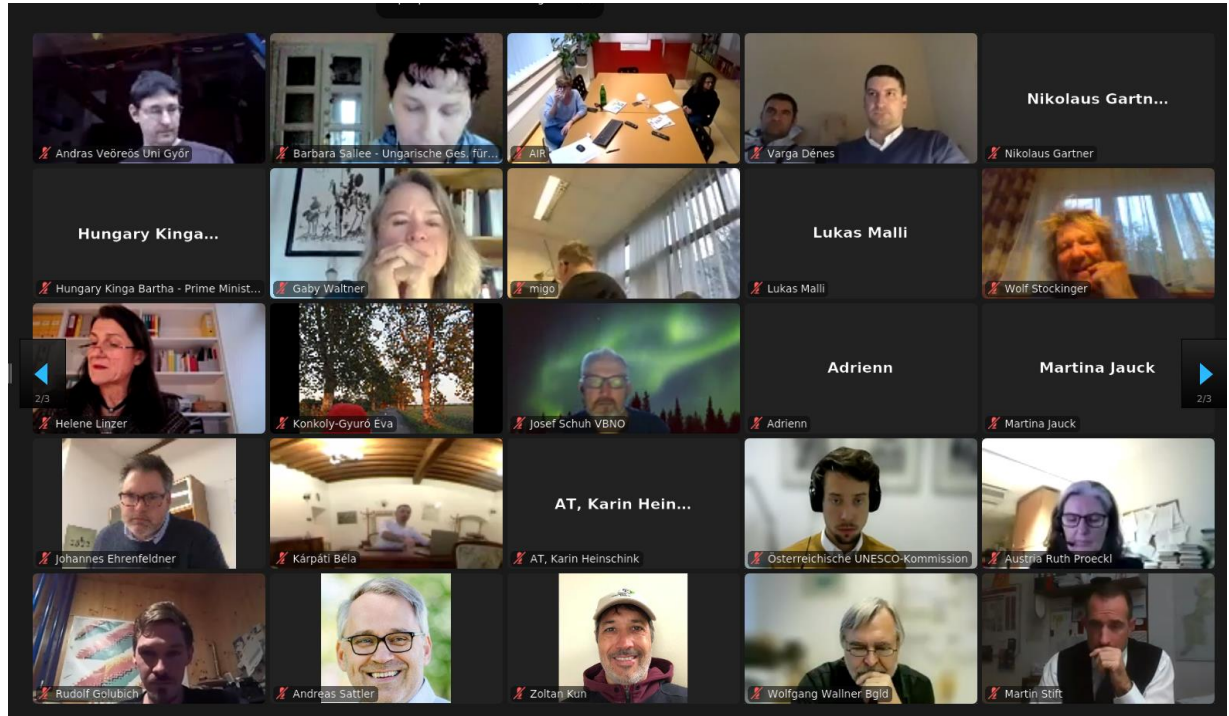 Andras Veöreös Uni Győr
Barbara Sallee - Ungarische Ges. für...
AIR
Varga Dénes
Nikolaus Gartn...
Nikolaus Gartner
Hungary Kinga...
Hungary Kinga Bartha - Prime Minist...
Gaby Waltner
migo
Lukas Malli
Lukas Malli
Wolf Stockinger
2/3
Helene Linzer
Konkoly-Gyuró Éva
Josef Schuh VBNO
Adrienn
Adrienn
Martina Jauck
Martina Jauck
2/3
Johannes Ehrenfeldner
Kárpáti Béla
AT, Karin Hein...
AT, Karin Heinschink
Österreichische UNESCO-Kommission
Austria Ruth Proeckl
Rudolf Golubich
Andreas Sattler
Zoltan Kun
Wolfgang Wallner Bgld
Martin Stift